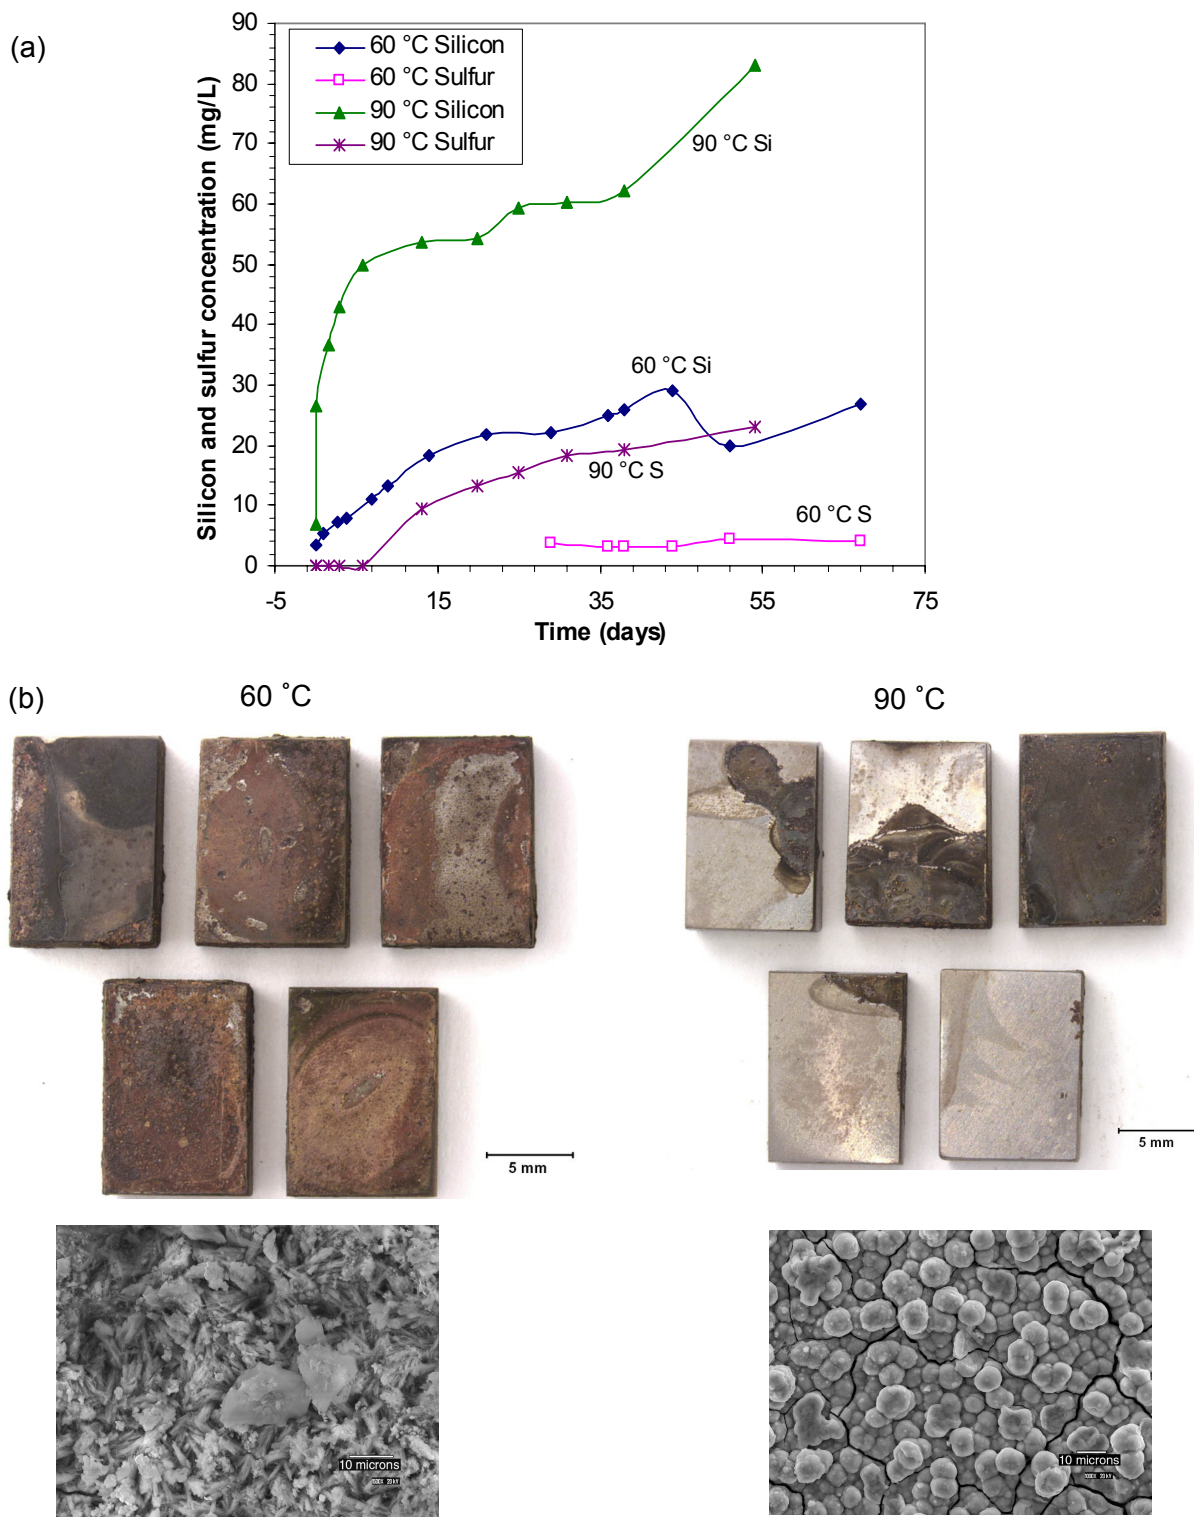 (a)
Silicon and sulfur concentration (mg/L)
90
80
70
60
50
40
30
20
10
0
60 °C Silicon
60 °C Sulfur
90 °C Silicon
90 °C Sulfur
90 °C Si
60 °C Si
90 °C S
60 °C S
-5 15 35 55 75
Time (days)
(b)
60 ˚C
90 ˚C
5 mm
5 mm
10 microns
10 microns